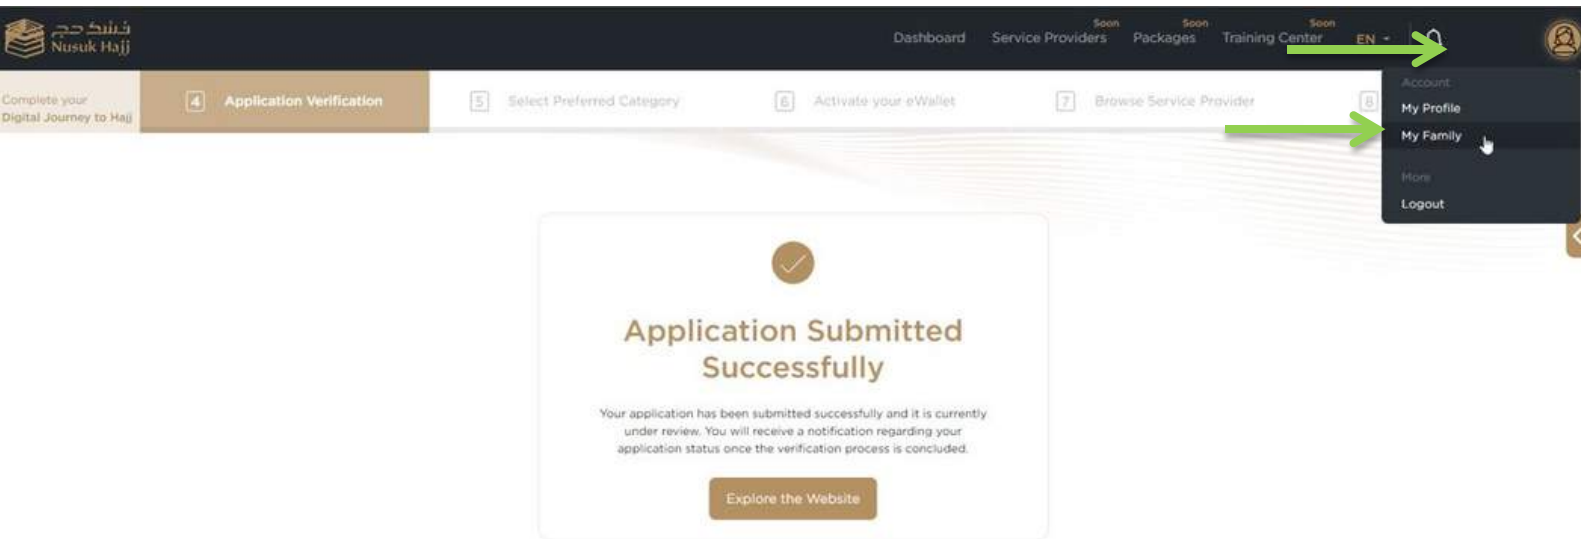 نسك حج
Nusuk Hajj
Dashboard
Soon
Service Providers
Soon
Packages
Soon
Training Center
EN
Complete your
Digital Journey to Hajj
4 Application Verification
5 Select Preferred Category
6 Activate your eWallet
7 Browse Service Provider
8
Account
My Profile
My Family
More
Logout
Application Submitted
Successfully
Your application has been submitted successfully and it is currently
under review. You will receive a notification regarding your
application status once the verification process is concluded.
Explore the Website